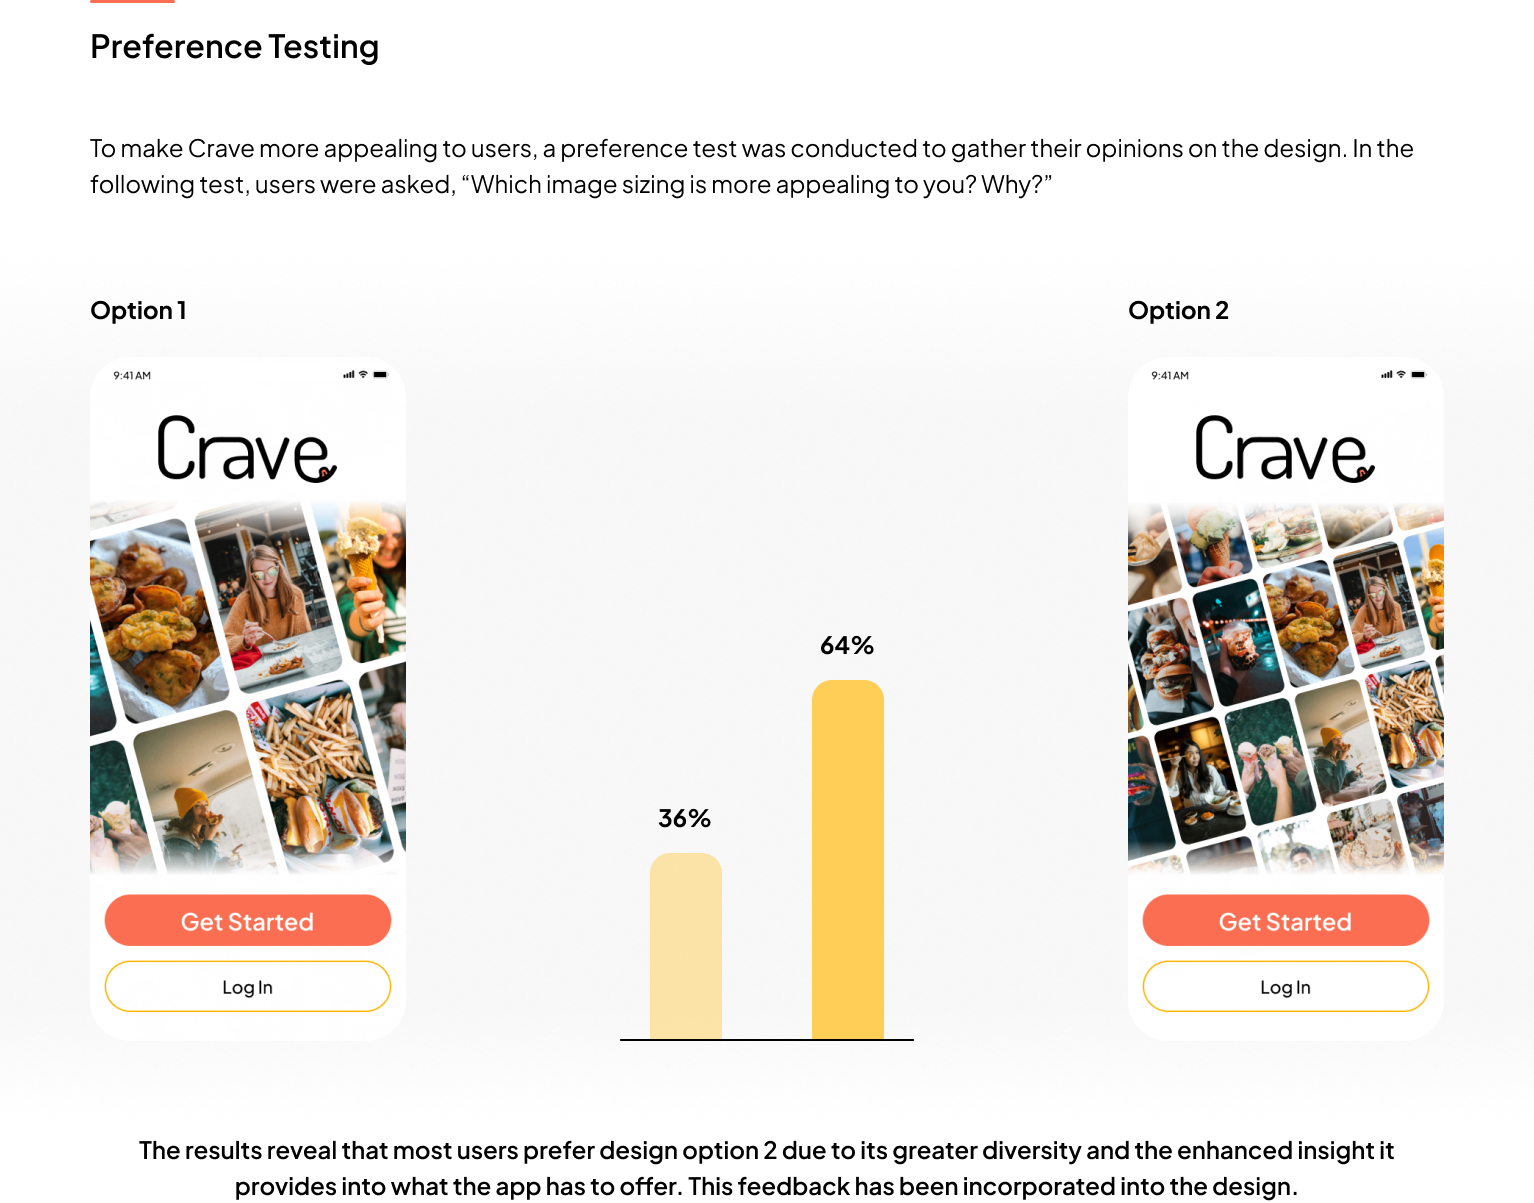 Preference Testing
To make Crave more appealing to users, a preference test was conducted to gather their opinions on the design. In the
following test, users were asked, “Which image sizing is more appealing to you? Why?”
Option 1
Option 2
9:41 AM
Crave
Get Started
Log In
36%
64%
9:41 AM
Crave
Get Started
Log In
The results reveal that most users prefer design option 2 due to its greater diversity and the enhanced insight it
provides into what the app has to offer. This feedback has been incorporated into the design.